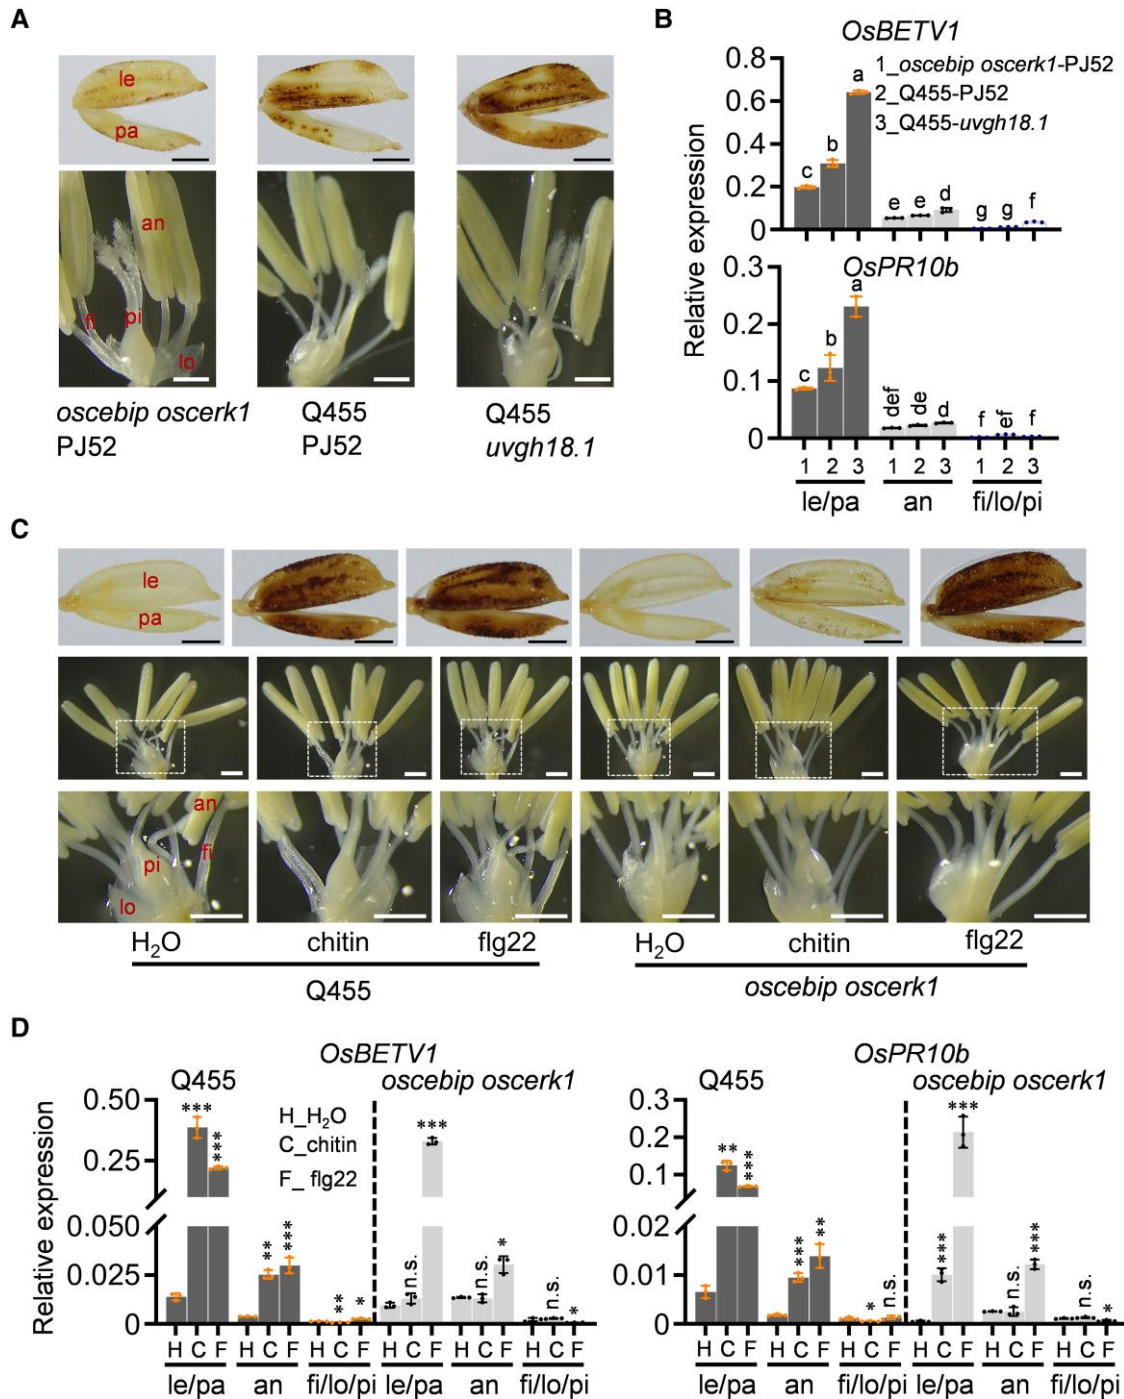 A
le
pa
an
fi
pi
lo
oscebip oscerk1
PJ52
Q455
PJ52
Q455
uvgh18.1
B
OsBETV1
1_oscebip oscerk1-PJ52
2_Q455-PJ52
3_Q455-uvgh18.1
0.8
0.6
0.4
0.2
0
c b a
e e d
g g f
Relative expression
OsPR10b
0.3
0.2
0.1
0
c b a
def de d
f ef f
1 2 3 1 2 3 1 2 3
le/pa an fi/lo/pi
C
le
pa
an
fi
pi
lo
H₂O chitin flg22 H₂O chitin flg22
Q455 oscebip oscerk1
D
OsBETV1
Q455 oscebip oscerk1
H_H₂O
C_chitin
F_ flg22
Relative expression
0.50
0.25
0.050
0.025
0
*** *** ** *** ** *
n.s. *** n.s. * n.s. *
H C F H C F H C F H C F H C F H C F
le/pa an fi/lo/pi le/pa an fi/lo/pi
OsPR10b
Q455 oscebip oscerk1
0.3
0.2
0.1
0.02
0.01
0
** *** *** ** * n.s.
*** *** n.s. *** n.s. *
H C F H C F H C F H C F H C F H C F
le/pa an fi/lo/pi le/pa an fi/lo/pi